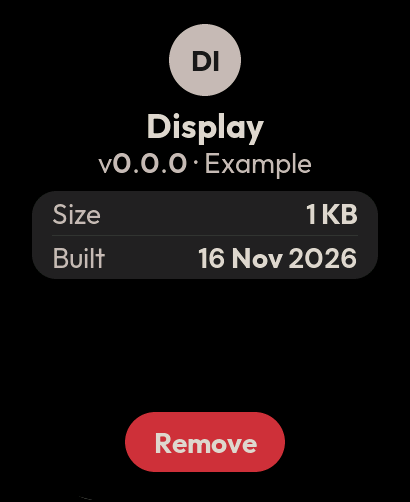 DI
Display
v0.0.0 · Example
Size 1 KB
Built 16 Nov 2026
Remove